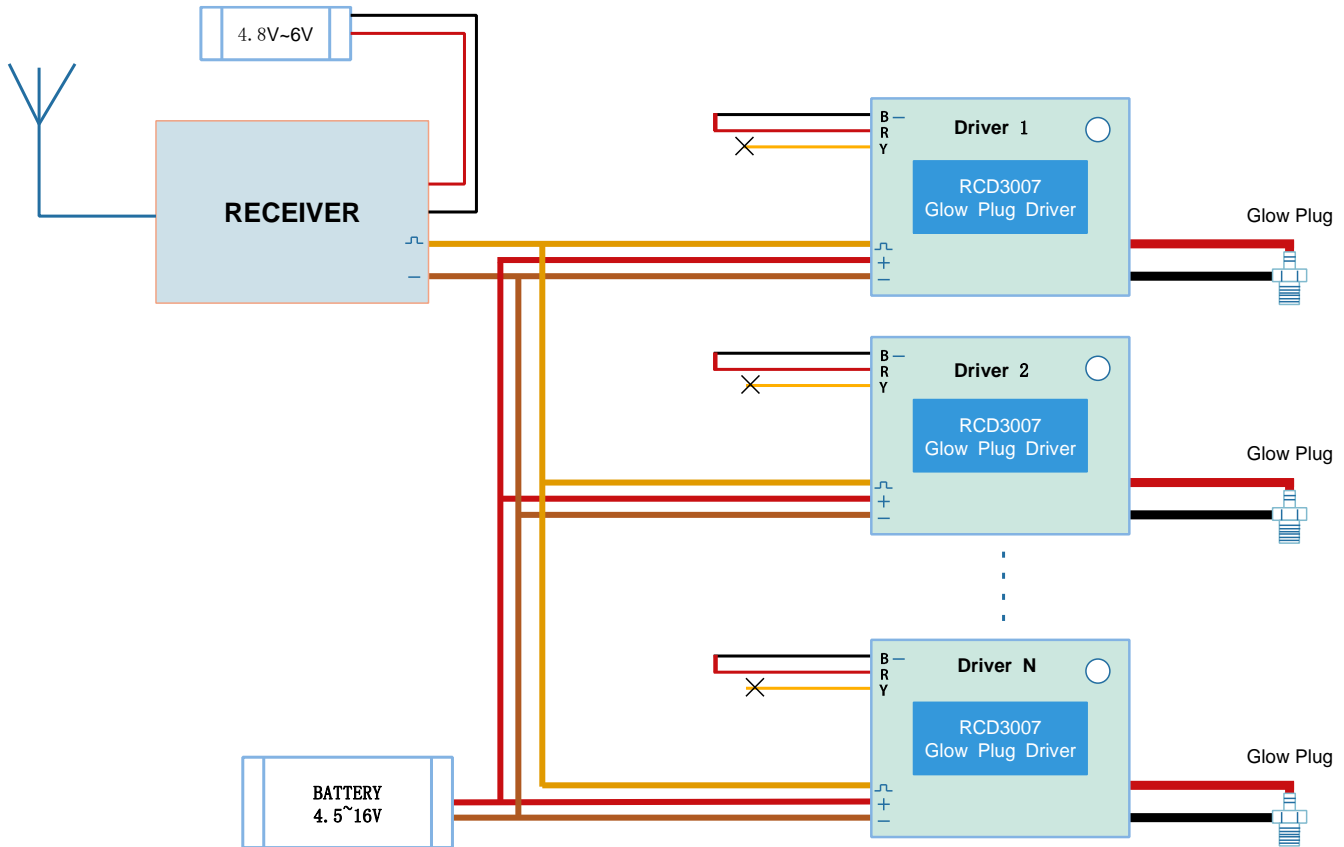 4.8V~6V
RECEIVER
−
B −
R
Y
Driver 1
RCD3007
Glow Plug Driver
+
−
Glow Plug
B −
R
Y
Driver 2
RCD3007
Glow Plug Driver
+
−
Glow Plug
B −
R
Y
Driver N
RCD3007
Glow Plug Driver
+
−
Glow Plug
BATTERY
4.5~16V